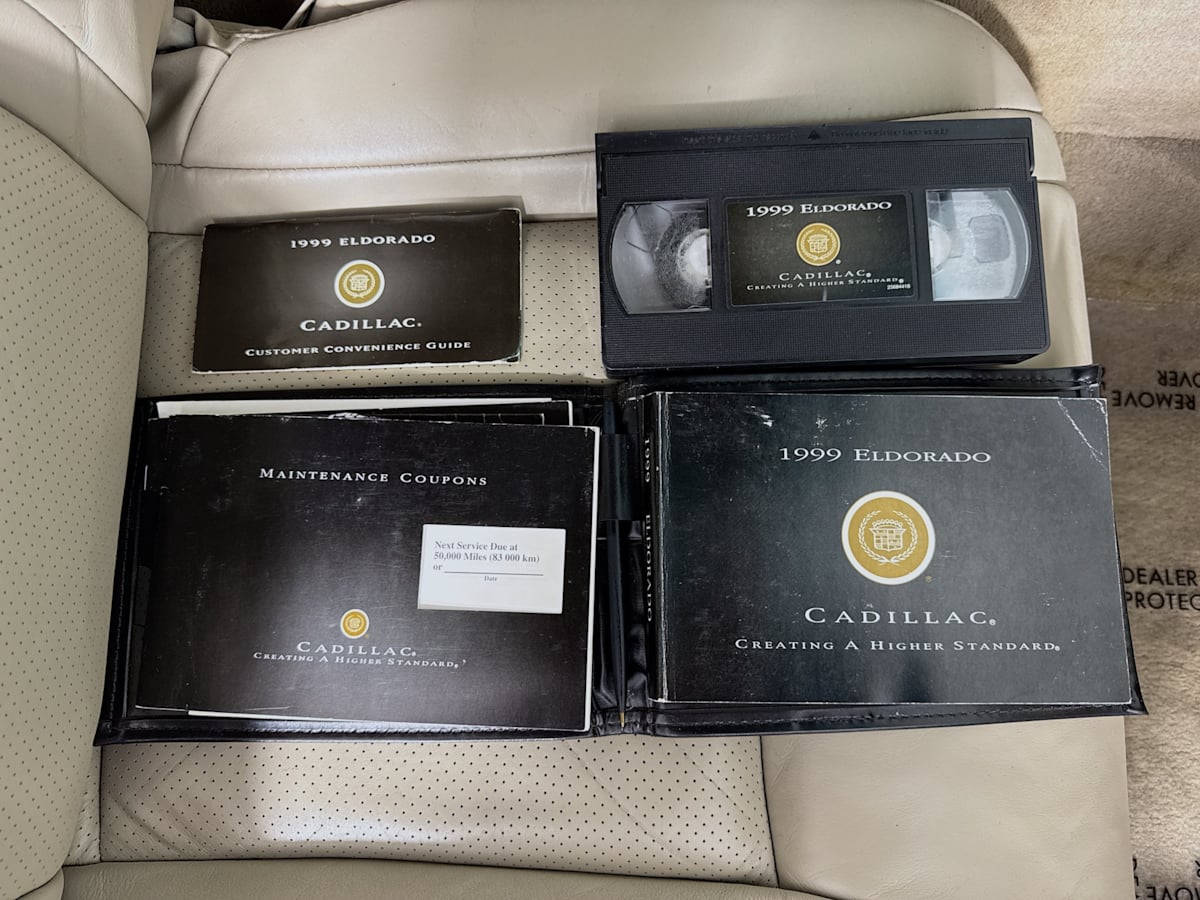 1999 ELDORADO
CADILLAC®
CUSTOMER CONVENIENCE GUIDE
1999 ELDORADO
®
CADILLAC®
CREATING A HIGHER STANDARD®
MAINTENANCE COUPONS
Next Service Due at
50,000 Miles (83 000 km)
or
Date
CADILLAC®
CREATING A HIGHER STANDARD®
1999 ELDORADO
1999 ELDORADO
®
CADILLAC®
CREATING A HIGHER STANDARD®
REMOVE
DEALER
PROTEC